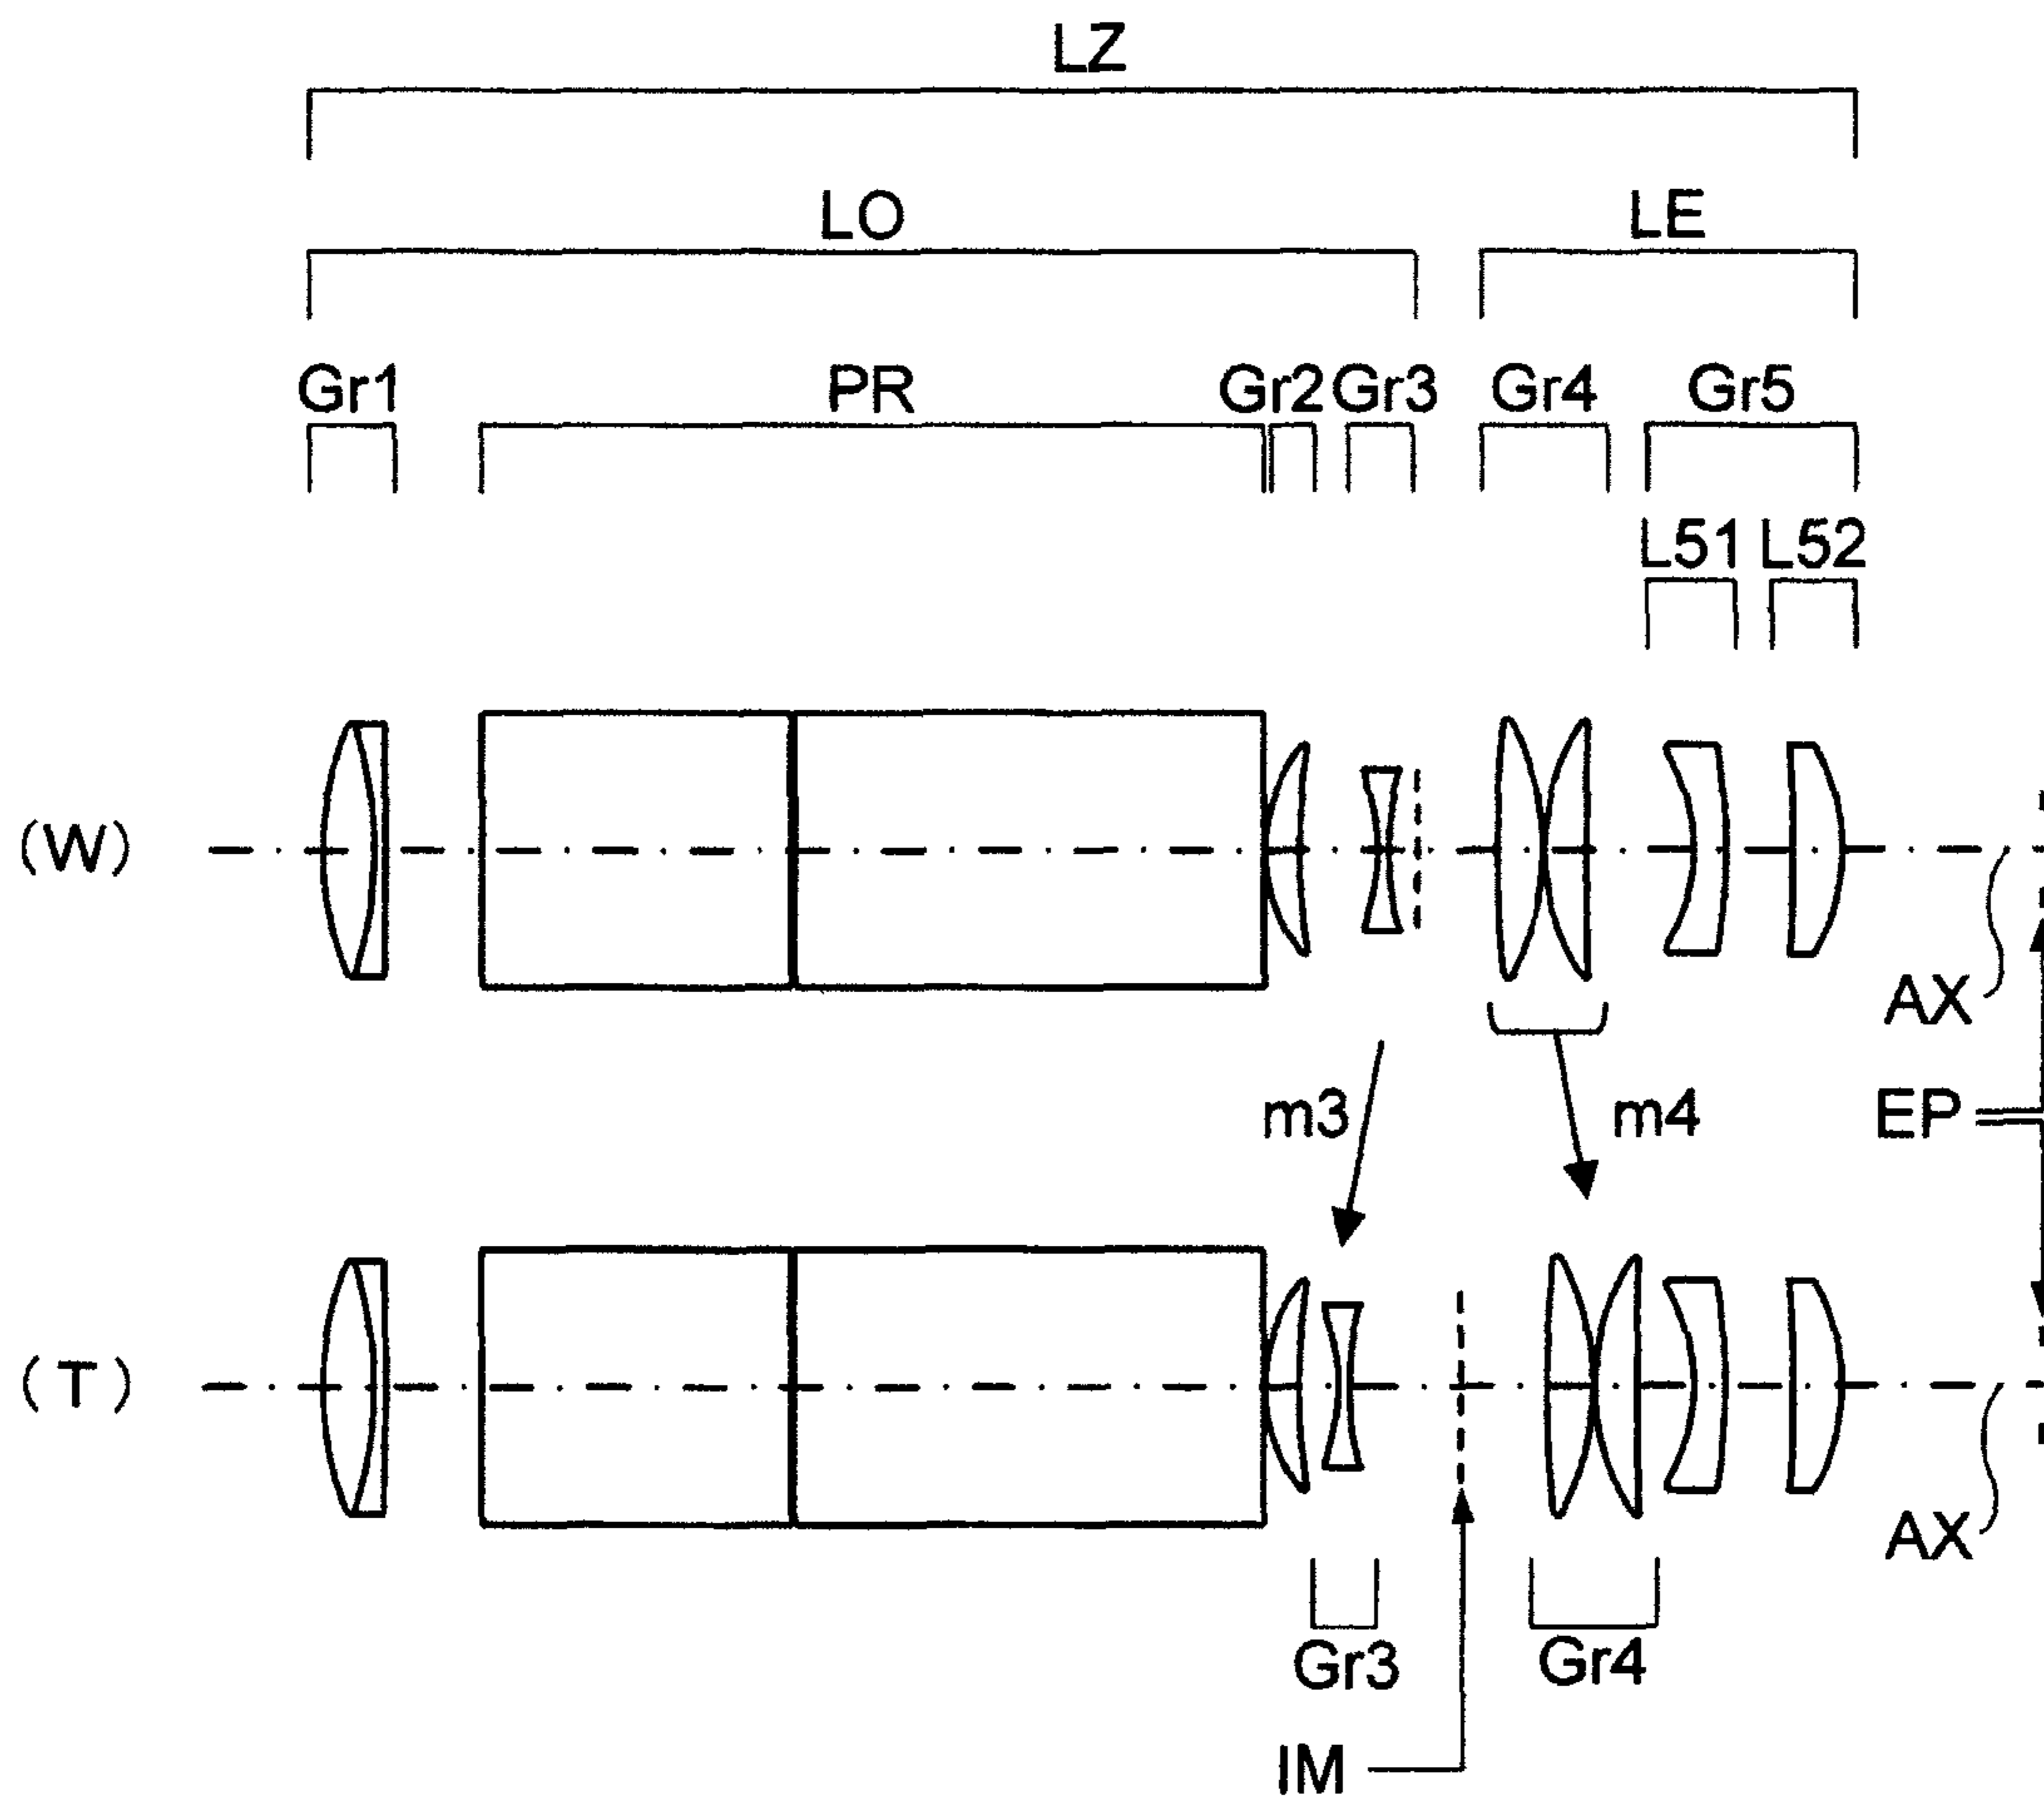 LZ
LO LE
Gr1 PR Gr2 Gr3 Gr4 Gr5
L51 L52
(W)
AX
m3 m4 EP
(T)
AX
Gr3 Gr4
IM